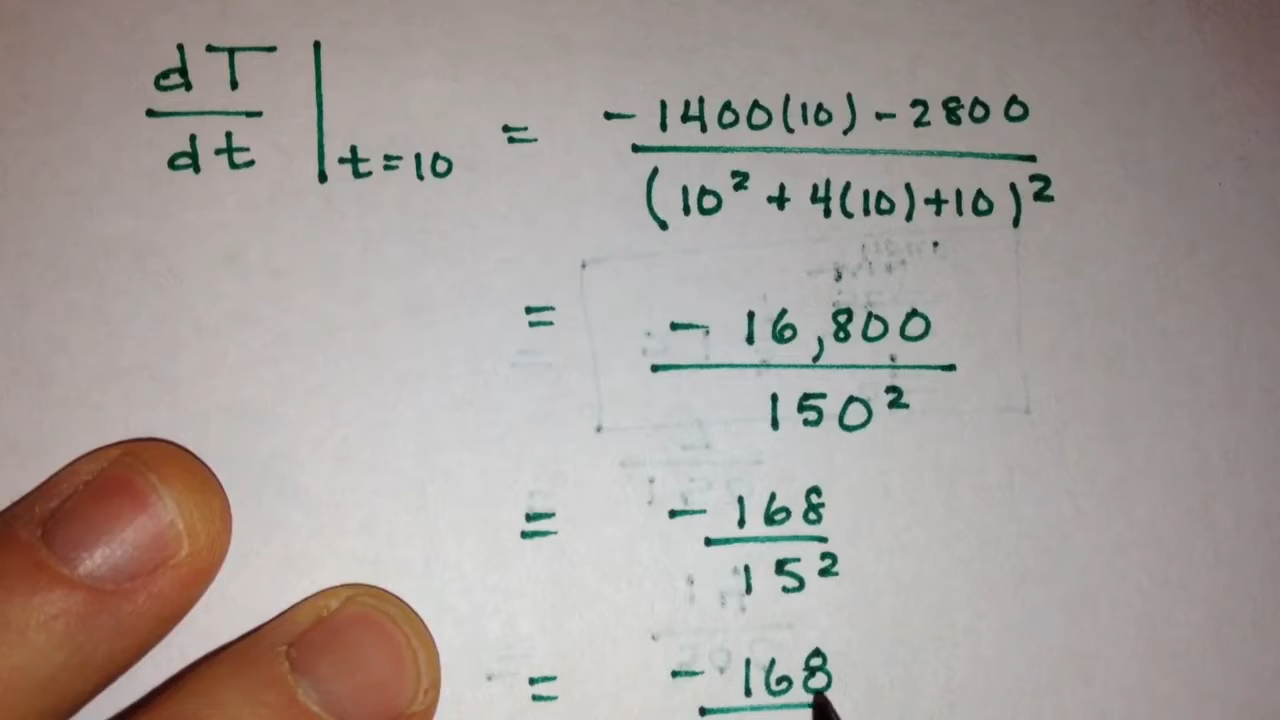 dT/dt |t=10 = -1400(10) - 2800 / (10² + 4(10) + 10)²
= - 16,800 / 150²
= - 168 / 15²
= - 168